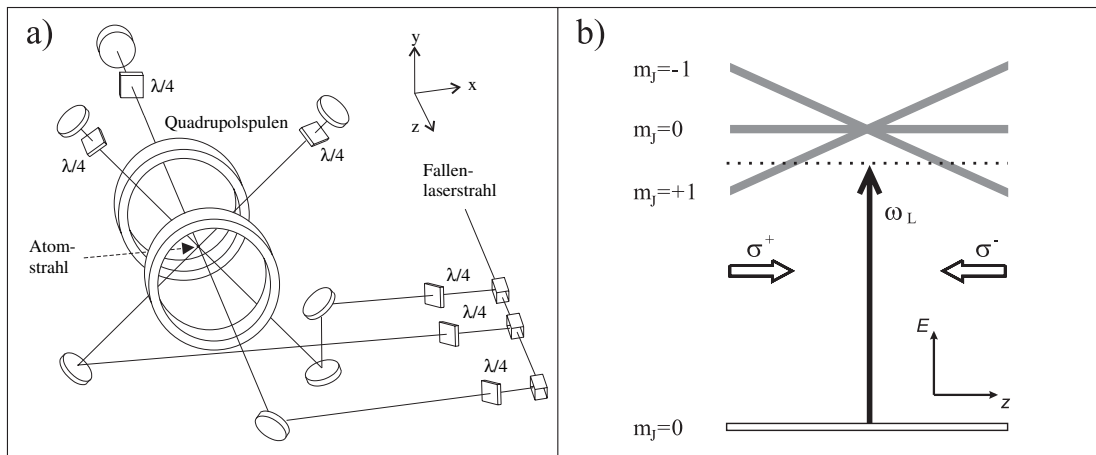 a)
λ/4
Quadrupolspulen
λ/4
λ/4
y
x
z
Fallen-
laserstrahl
Atom-
strahl
λ/4
λ/4
λ/4
b)
m_J=-1
m_J=0
m_J=+1
ω_L
σ⁺
σ⁻
E
z
m_J=0